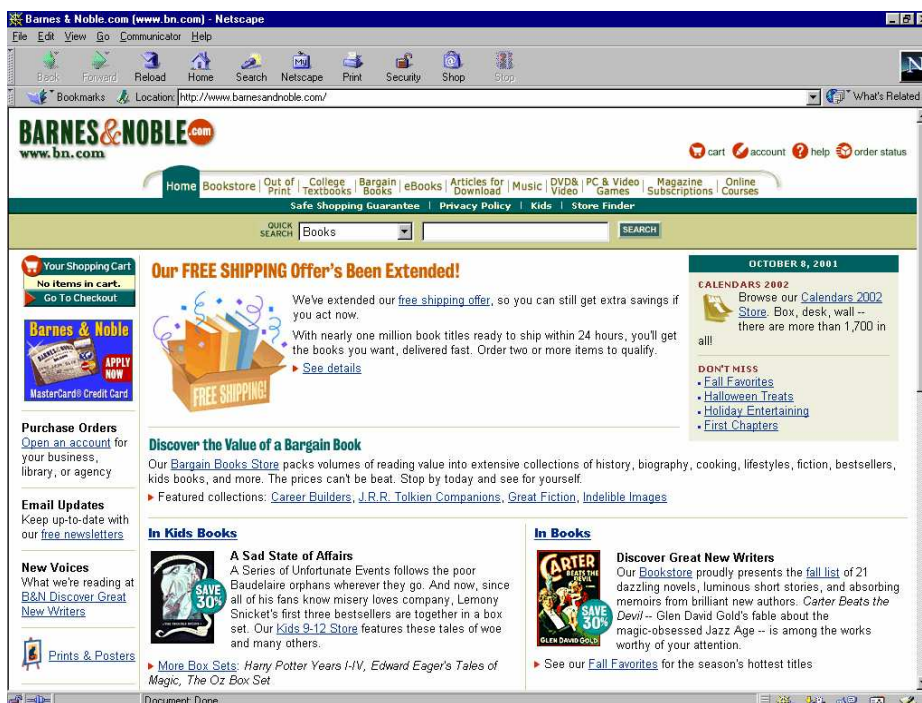 Barnes & Noble.com (www.bn.com) - Netscape
File Edit View Go Communicator Help
Back Forward Reload Home Search Netscape Print Security Shop Stop
Bookmarks Location: http://www.barnesandnoble.com/ What's Related
BARNES&NOBLE.com
www.bn.com
cart account help order status
Home Bookstore Out of Print College Textbooks Bargain Books eBooks Articles for Download Music DVD& Video PC & Video Games Magazine Subscriptions Online Courses
Safe Shopping Guarantee | Privacy Policy | Kids | Store Finder
QUICK SEARCH Books SEARCH
Your Shopping Cart
No items in cart.
Go To Checkout
Barnes & Noble
APPLY
NOW
MasterCard® Credit Card
Purchase Orders
Open an account for
your business,
library, or agency
Email Updates
Keep up-to-date with
our free newsletters
New Voices
What we're reading at
B&N Discover Great
New Writers
Prints & Posters
Our FREE SHIPPING Offer's Been Extended!
FREE SHIPPING!
We've extended our free shipping offer, so you can still get extra savings if
you act now.
With nearly one million book titles ready to ship within 24 hours, you'll get
the books you want, delivered fast. Order two or more items to qualify.
See details
OCTOBER 8, 2001
CALENDARS 2002
Browse our Calendars 2002
Store. Box, desk, wall --
there are more than 1,700 in
all!
DON'T MISS
Fall Favorites
Halloween Treats
Holiday Entertaining
First Chapters
Discover the Value of a Bargain Book
Our Bargain Books Store packs volumes of reading value into extensive collections of history, biography, cooking, lifestyles, fiction, bestsellers,
kids books, and more. The prices can't be beat. Stop by today and see for yourself.
Featured collections: Career Builders, J.R.R. Tolkien Companions, Great Fiction, Indelible Images
In Kids Books
SAVE
30%
A Sad State of Affairs
A Series of Unfortunate Events follows the poor
Baudelaire orphans wherever they go. And now, since
all of his fans know misery loves company, Lemony
Snicket's first three bestsellers are together in a box
set. Our Kids 9-12 Store features these tales of woe
and many others.
More Box Sets: Harry Potter Years I-IV, Edward Eager's Tales of
Magic, The Oz Box Set
In Books
CARTER
BEATS THE
DEVIL
SAVE
30%
GLEN DAVID GOLD
Discover Great New Writers
Our Bookstore proudly presents the fall list of 21
dazzling novels, luminous short stories, and absorbing
memoirs from brilliant new authors. Carter Beats the
Devil -- Glen David Gold's fable about the
magic-obsessed Jazz Age -- is among the works
worthy of your attention.
See our Fall Favorites for the season's hottest titles
Document: Done